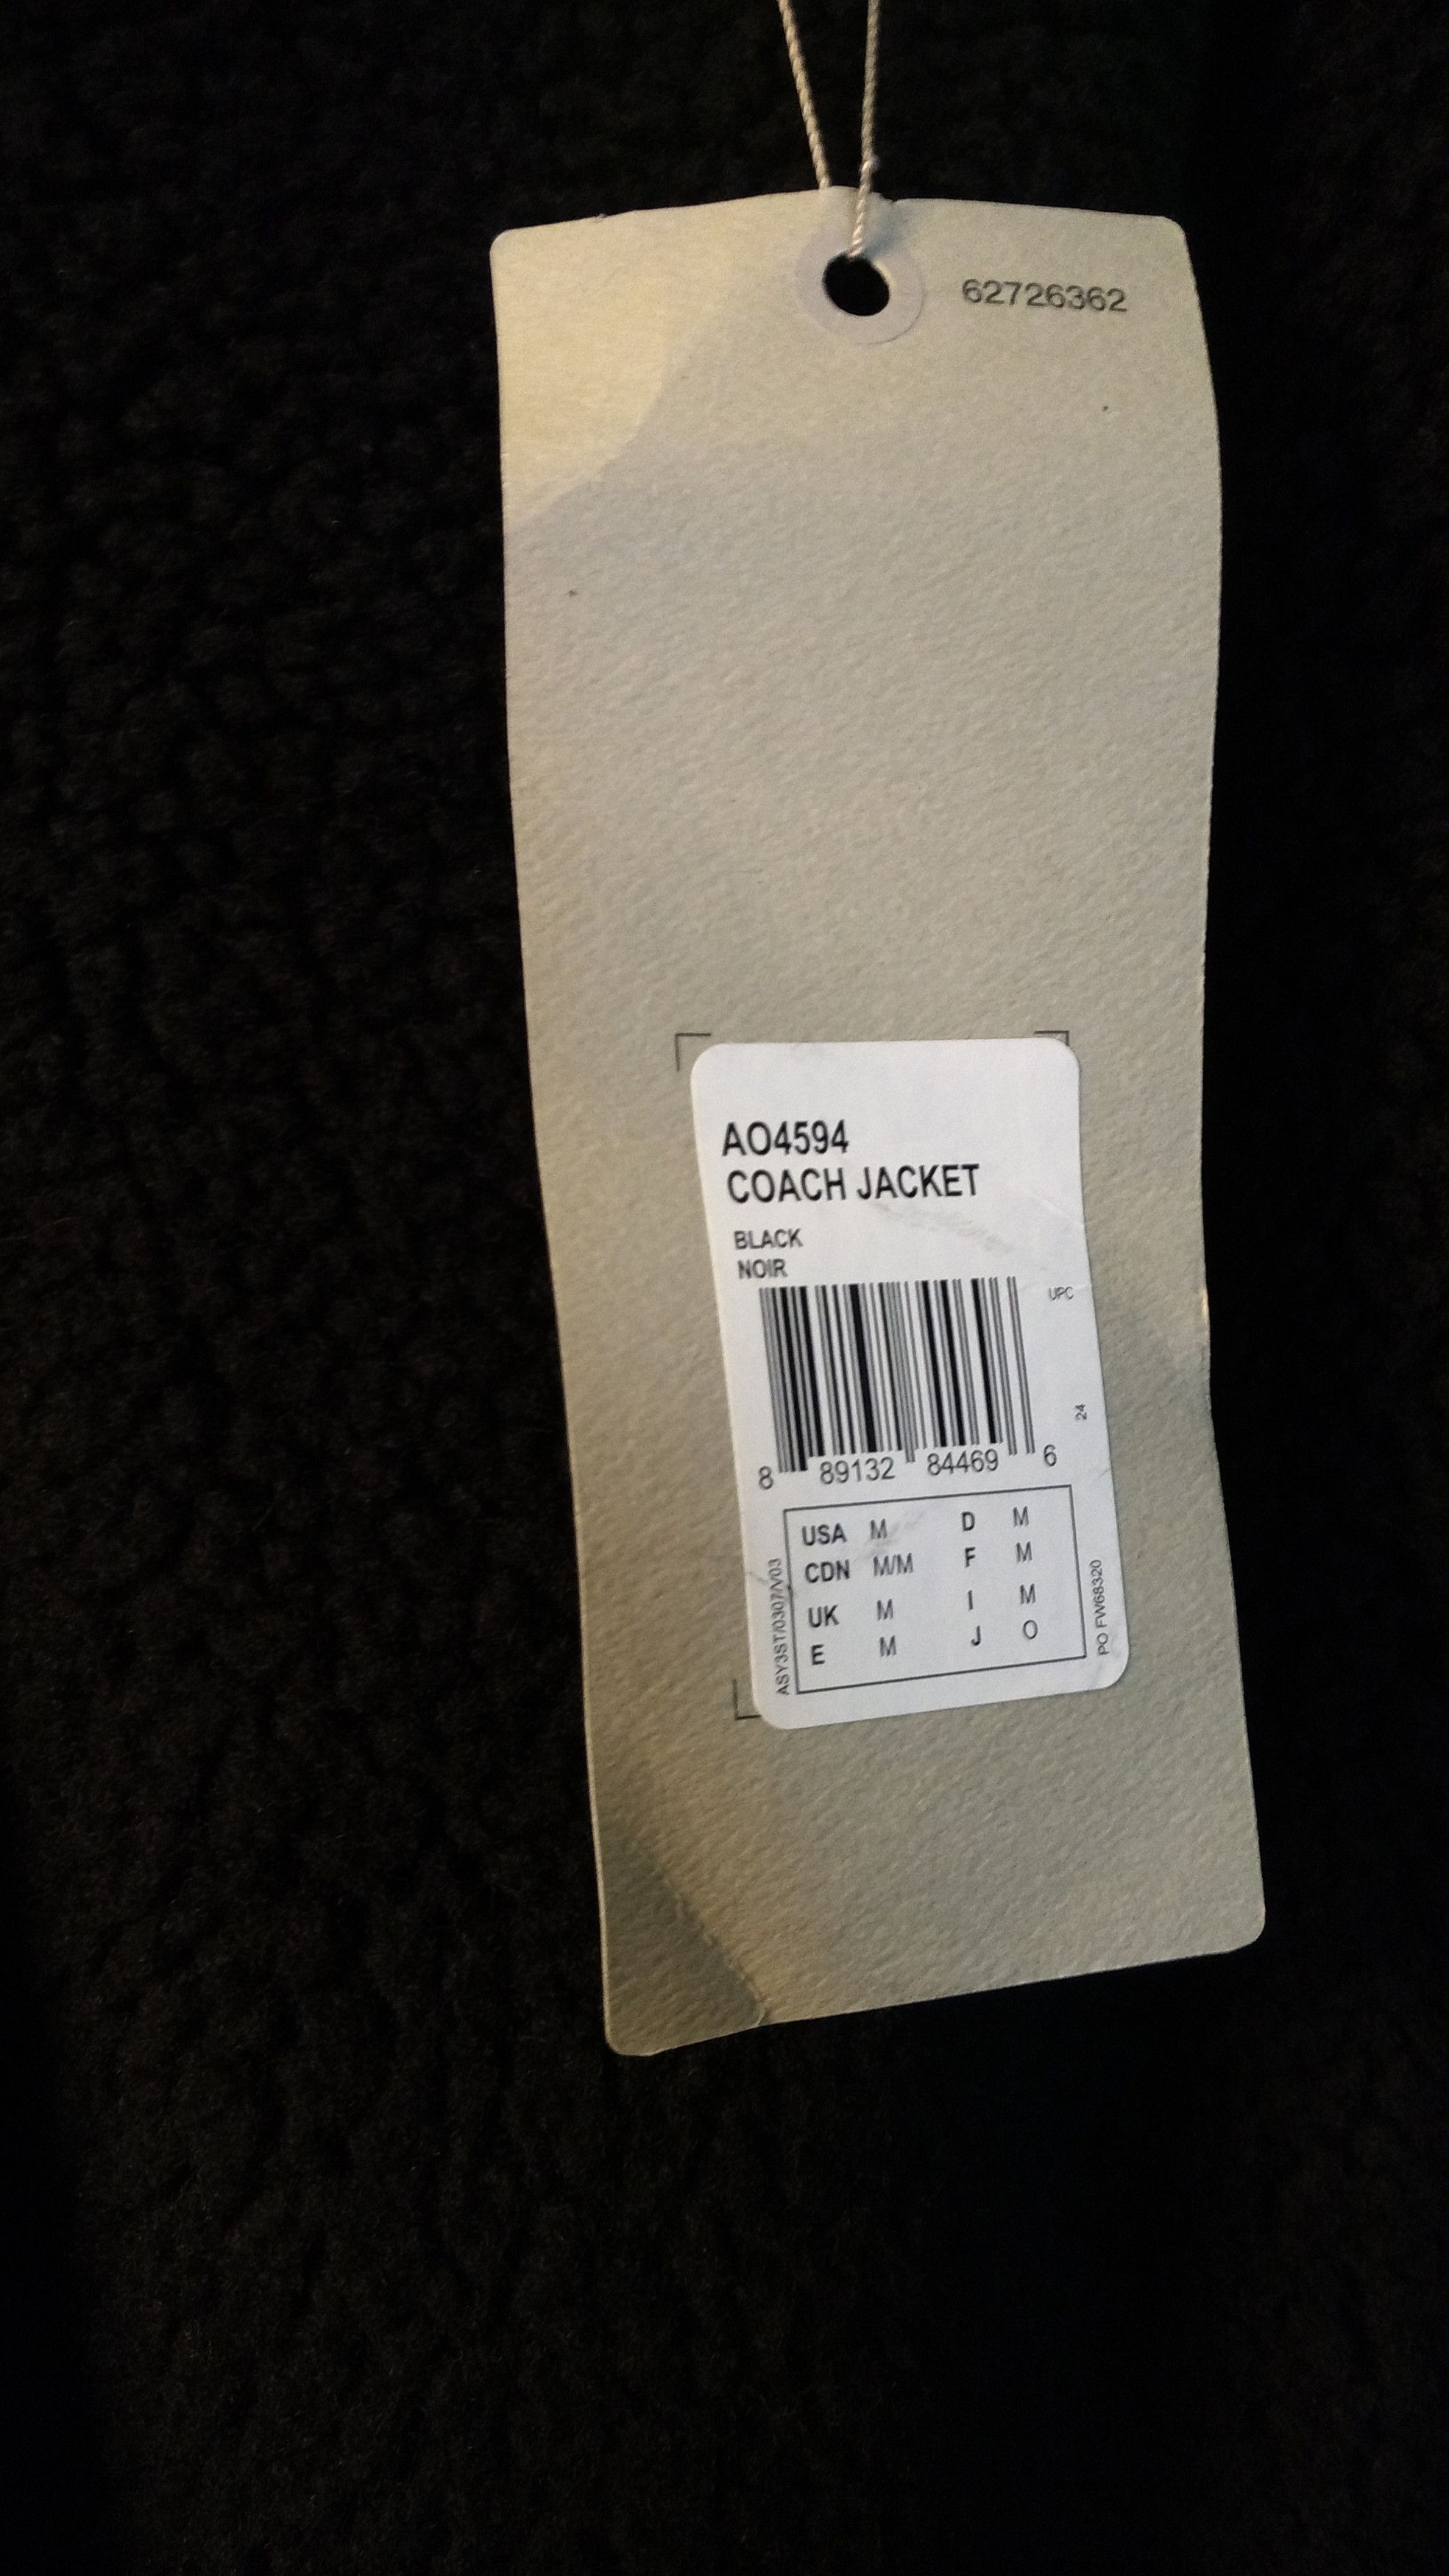 62726362
AO4594
COACH JACKET
BLACK
NOIR
UPC
24
8 89132 84469 6
USA M D M
CDN M/M F M
UK M I M
E M J O
ASY3ST/0307/V03
PO FW68320